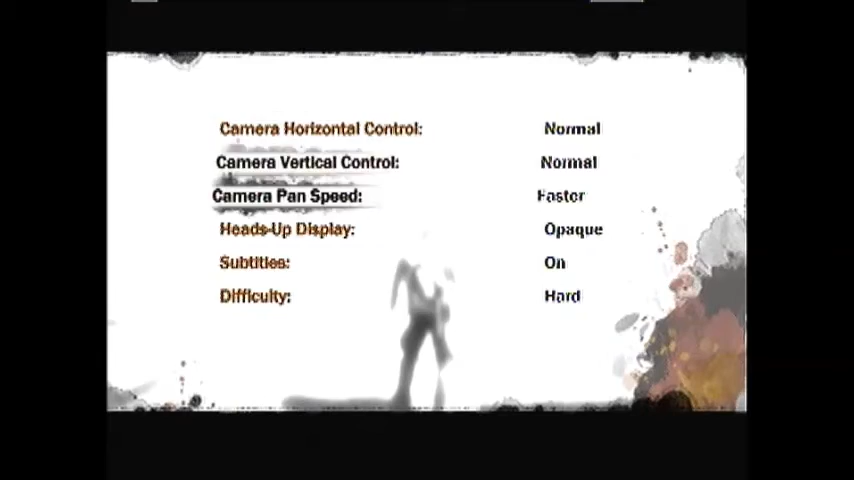 Camera Horizontal Control: Normal
Camera Vertical Control: Normal
Camera Pan Speed: Faster
Heads-Up Display: Opaque
Subtitles: On
Difficulty: Hard